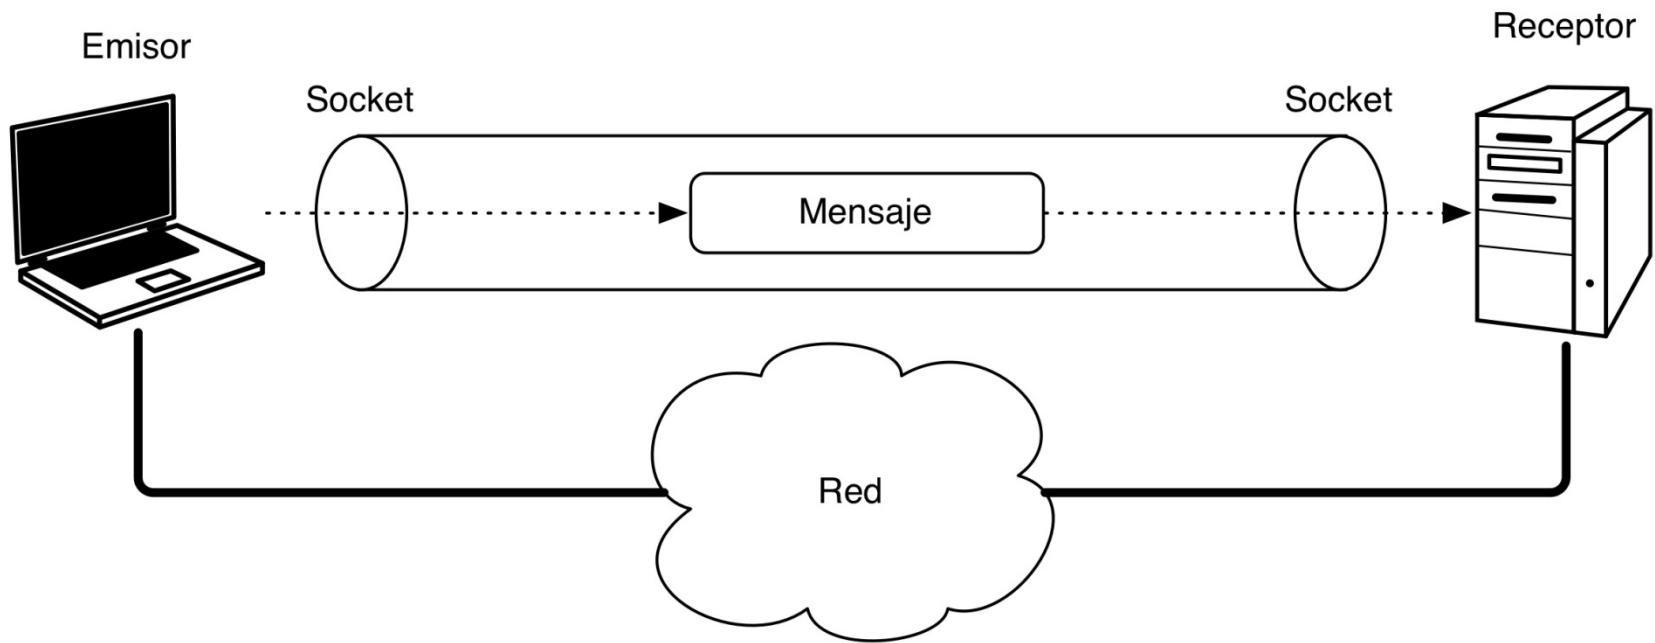 Emisor
Receptor
Socket
Socket
Mensaje
Red